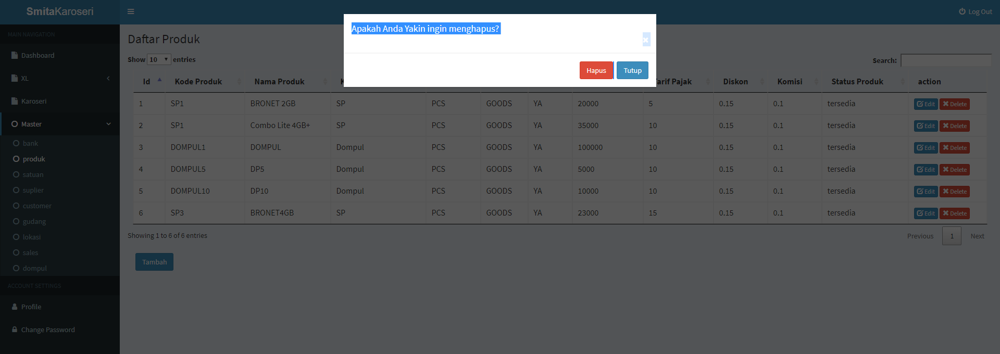 SmitaKaroseri
Log Out
Apakah Anda Yakin ingin menghapus?
Hapus Tutup
MAIN NAVIGATION
Dashboard
XL
Karoseri
Master
bank
produk
satuan
suplier
customer
gudang
lokasi
sales
dompul
ACCOUNT SETTINGS
Profile
Change Password
Daftar Produk
Show 10 entries
Search:
Id Kode Produk Nama Produk K Tarif Pajak Diskon Komisi Status Produk action
1 SP1 BRONET 2GB SP PCS GOODS YA 20000 5 0.15 0.1 tersedia Edit Delete
2 SP1 Combo Lite 4GB+ SP PCS GOODS YA 35000 10 0.15 0.1 tersedia Edit Delete
3 DOMPUL1 DOMPUL Dompul PCS GOODS YA 100000 10 0.15 0.1 tersedia Edit Delete
4 DOMPUL5 DP5 Dompul PCS GOODS YA 5000 10 0.15 0.1 tersedia Edit Delete
5 DOMPUL10 DP10 Dompul PCS GOODS YA 10000 10 0.15 0.1 tersedia Edit Delete
6 SP3 BRONET4GB SP PCS GOODS YA 23000 15 0.15 0.1 tersedia Edit Delete
Showing 1 to 6 of 6 entries
Previous 1 Next
Tambah